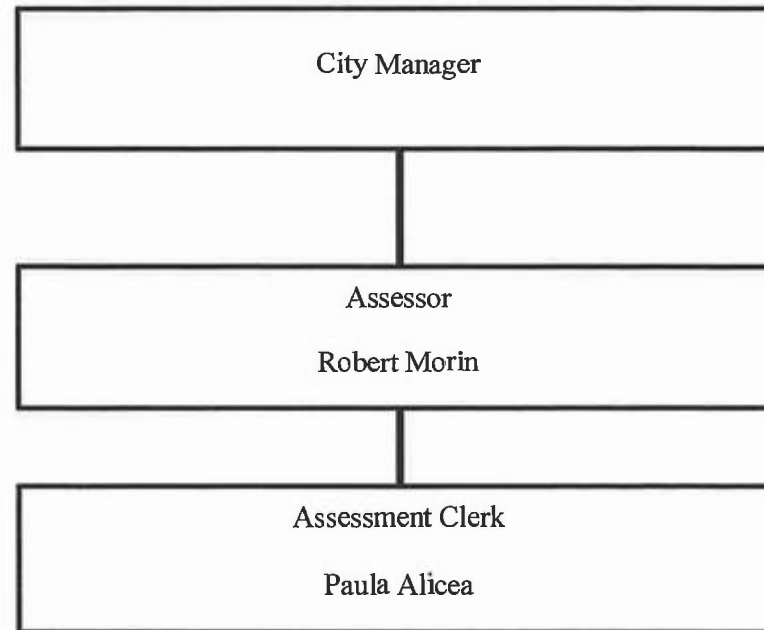 City Manager
Assessor
Robert Morin
Assessment Clerk
Paula Alicea